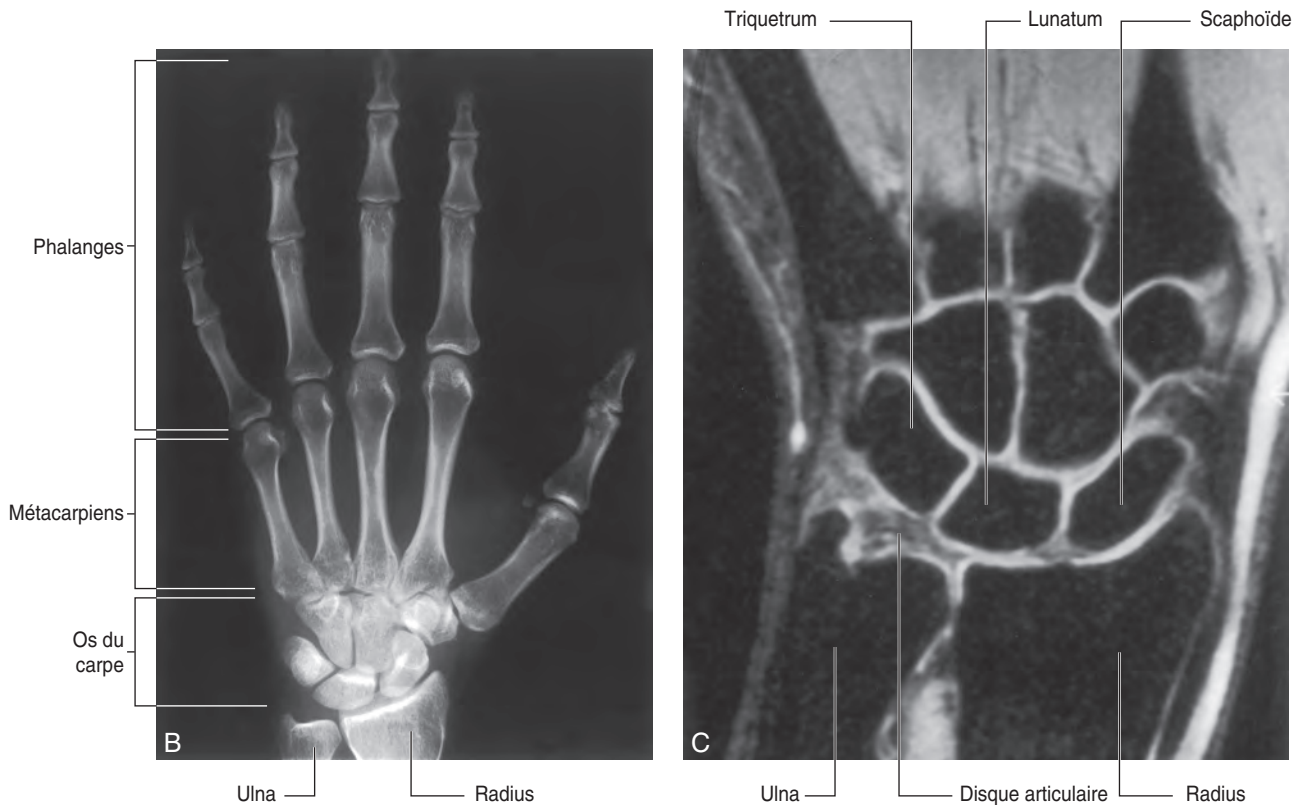 Phalanges
Métacarpiens
Os du
carpe
B
Ulna
Radius
Triquetrum
Lunatum
Scaphoïde
C
Ulna
Disque articulaire
Radius